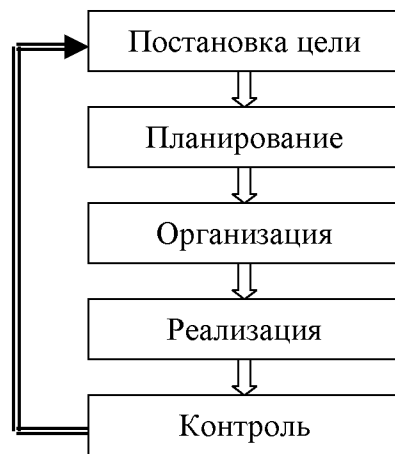 Постановка цели
Планирование
Организация
Реализация
Контроль